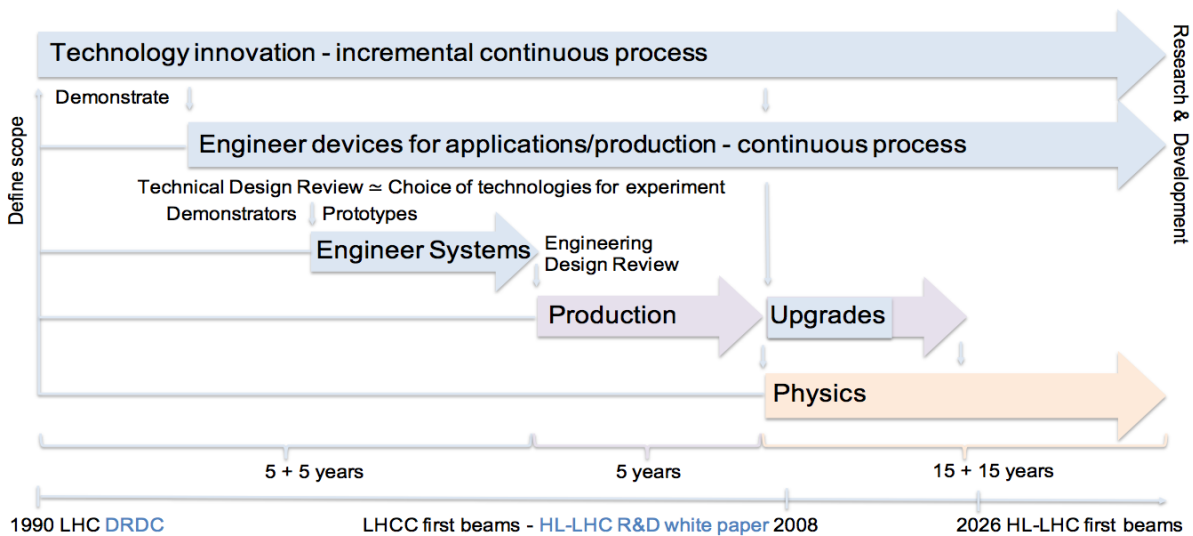 Technology innovation - incremental continuous process
Demonstrate
Engineer devices for applications/production - continuous process
Technical Design Review ≃ Choice of technologies for experiment
Demonstrators
Prototypes
Engineer Systems
Engineering
Design Review
Production
Upgrades
Physics
Define scope
Research & Development
5 + 5 years
5 years
15 + 15 years
1990 LHC DRDC
LHCC first beams - HL-LHC R&D white paper 2008
2026 HL-LHC first beams